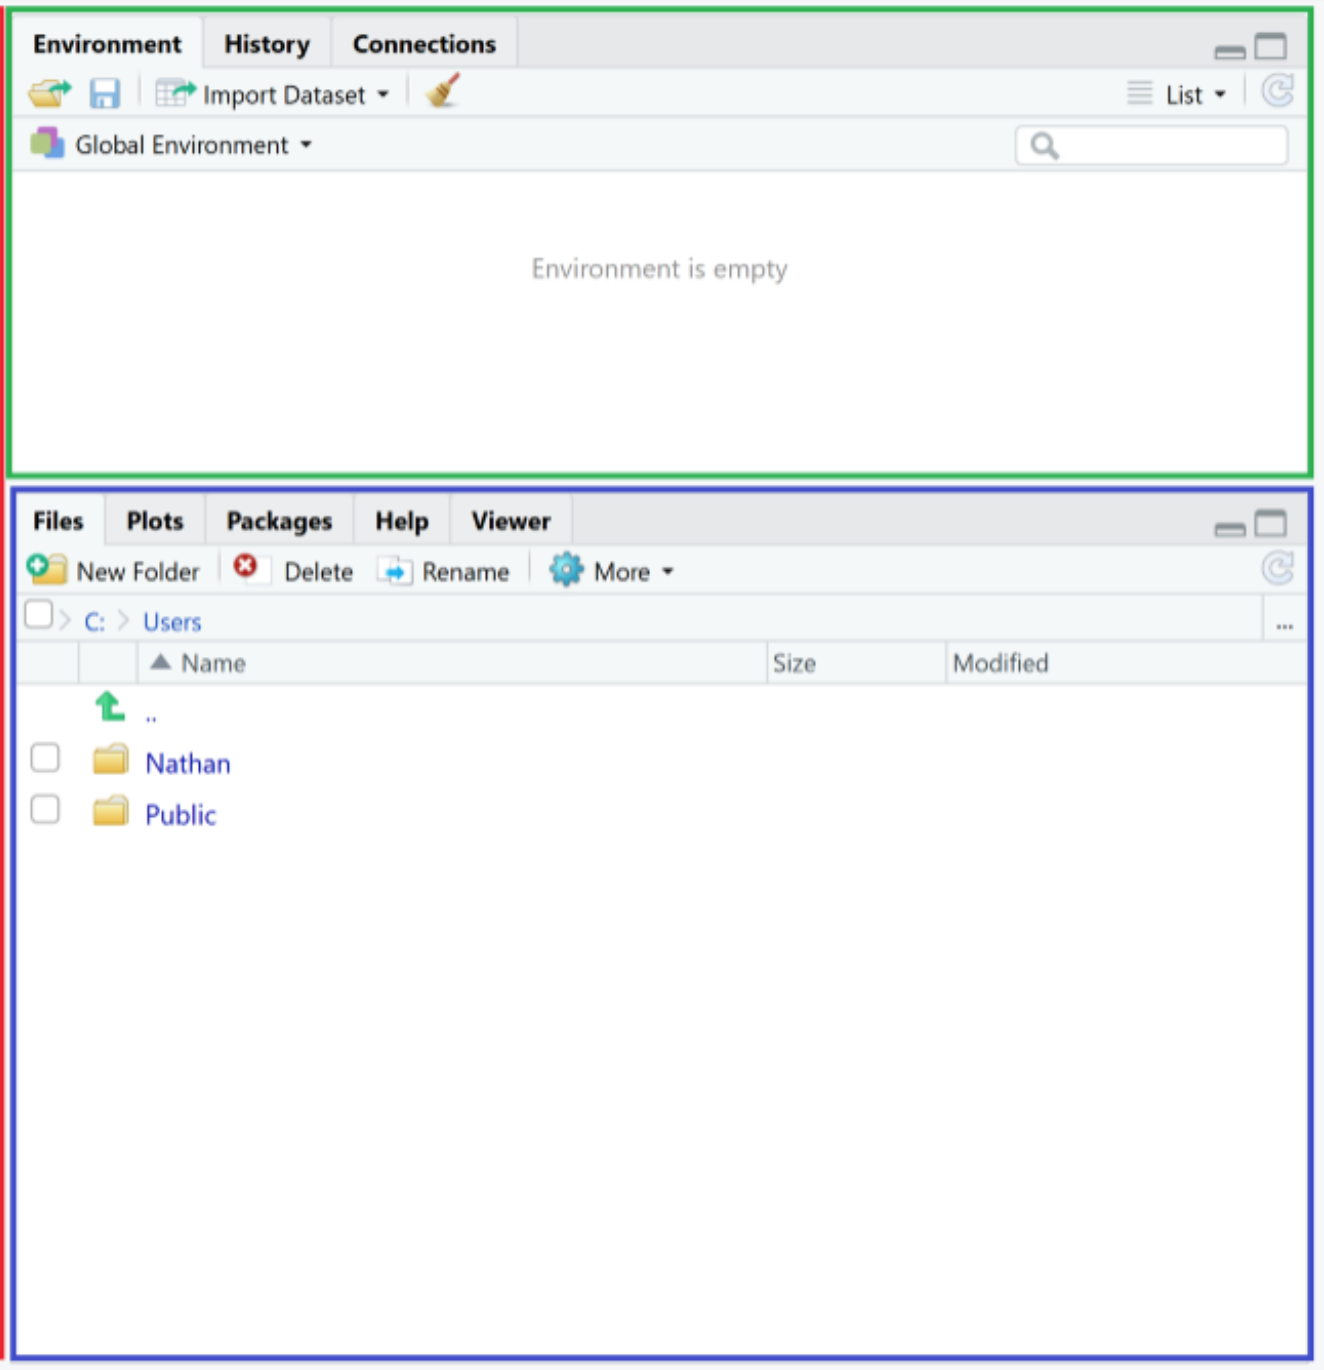 Environment History Connections
Import Dataset List
Global Environment
Environment is empty
Files Plots Packages Help Viewer
New Folder Delete Rename More
C: Users ...
Name Size Modified
..
Nathan
Public